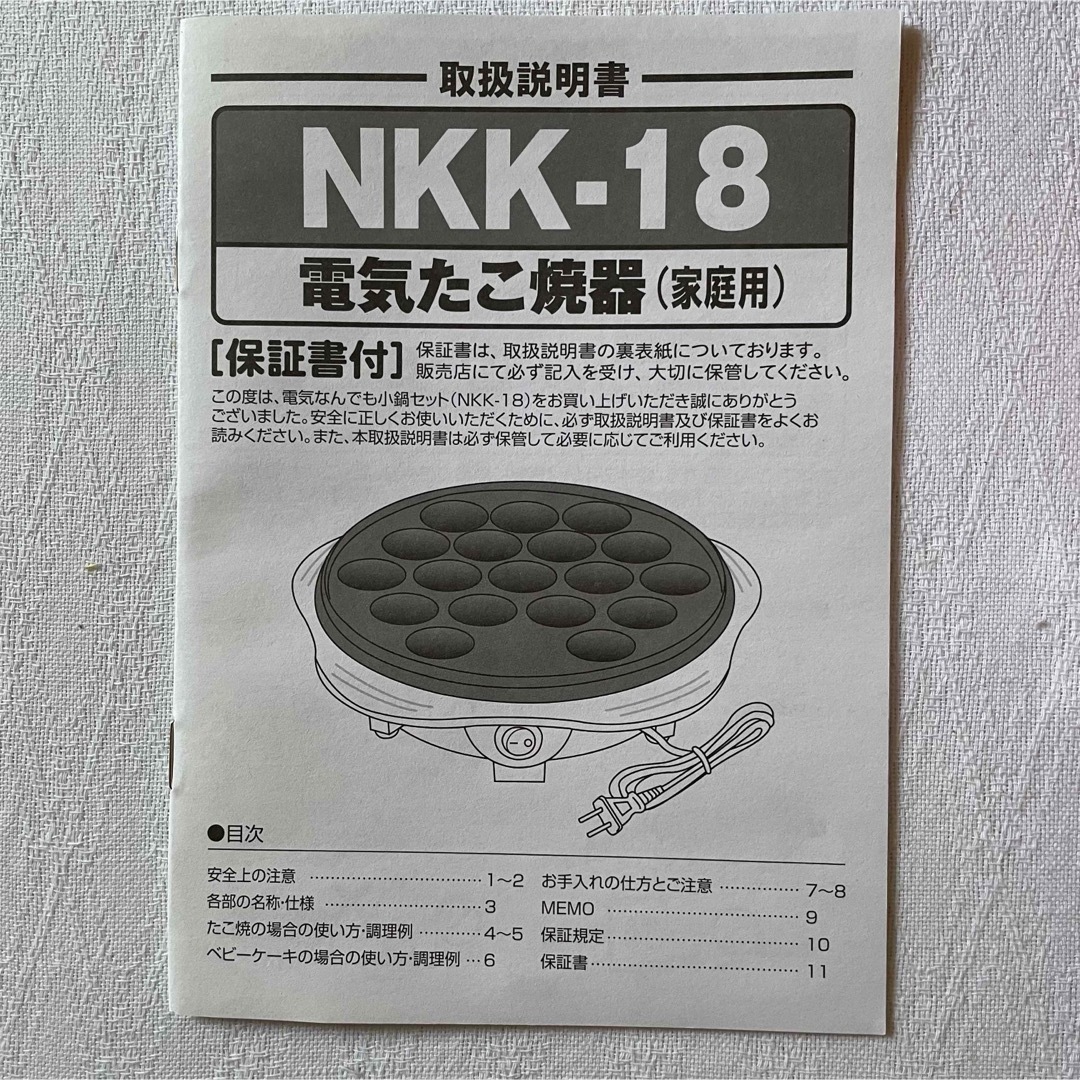 取扱説明書
NKK-18
電気たこ焼器(家庭用)
[保証書付]
保証書は、取扱説明書の裏表紙についております。
販売店にて必ず記入を受け、大切に保管してください。
この度は、電気なんでも小鍋セット(NKK-18)をお買い上げいただき誠にありがとう
ございました。安全に正しくお使いいただくために、必ず取扱説明書及び保証書をよくお
読みください。また、本取扱説明書は必ず保管して必要に応じてご利用ください。
●目次
安全上の注意 …………………………… 1〜2
各部の名称・仕様 ………………………… 3
たこ焼の場合の使い方・調理例 ………… 4〜5
ベビーケーキの場合の使い方・調理例 … 6
お手入れの仕方とご注意 …………… 7〜8
MEMO ……………………………… 9
保証規定 ……………………………… 10
保証書 ………………………………… 11